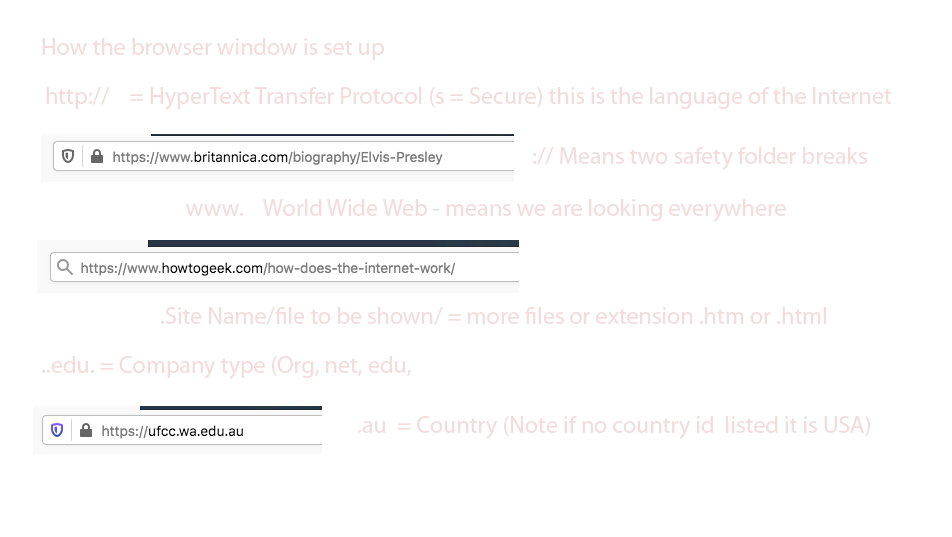 How the browser window is set up
http:// = HyperText Transfer Protocol (s = Secure) this is the language of the Internet
https://www.britannica.com/biography/Elvis-Presley
:// Means two safety folder breaks
www. World Wide Web - means we are looking everywhere
https://www.howtogeek.com/how-does-the-internet-work/
.Site Name/file to be shown/ = more files or extension .htm or .html
..edu. = Company type (Org, net, edu,
https://ufcc.wa.edu.au
.au = Country (Note if no country id listed it is USA)